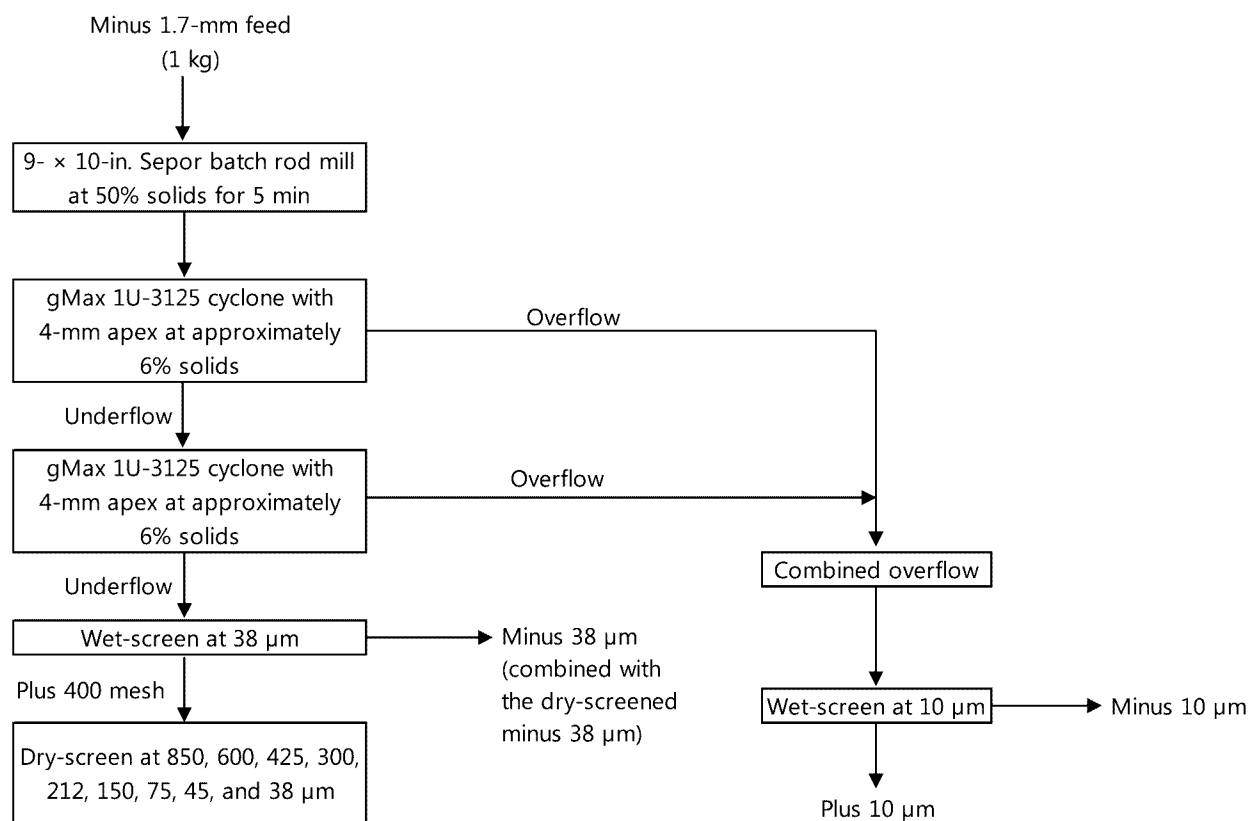 Minus 1.7-mm feed
(1 kg)
9- × 10-in. Sepor batch rod mill
at 50% solids for 5 min
gMax 1U-3125 cyclone with
4-mm apex at approximately
6% solids
Overflow
Underflow
gMax 1U-3125 cyclone with
4-mm apex at approximately
6% solids
Overflow
Underflow
Combined overflow
Wet-screen at 38 µm
Minus 38 µm
(combined with
the dry-screened
minus 38 µm)
Plus 400 mesh
Wet-screen at 10 µm
Minus 10 µm
Dry-screen at 850, 600, 425, 300,
212, 150, 75, 45, and 38 µm
Plus 10 µm